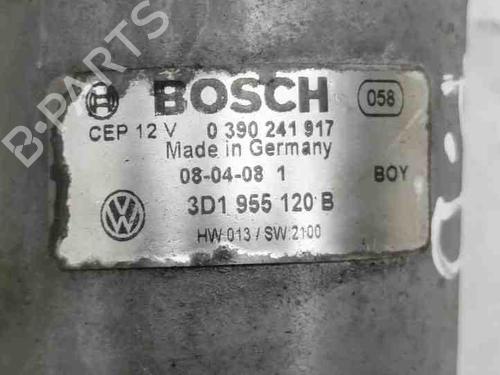 B-PARTS
BOSCH 058
CEP 12 V 0 390 241 917
Made in Germany
08-04-08 1 BOY
3D1 955 120 B
HW 013 / SW 2100